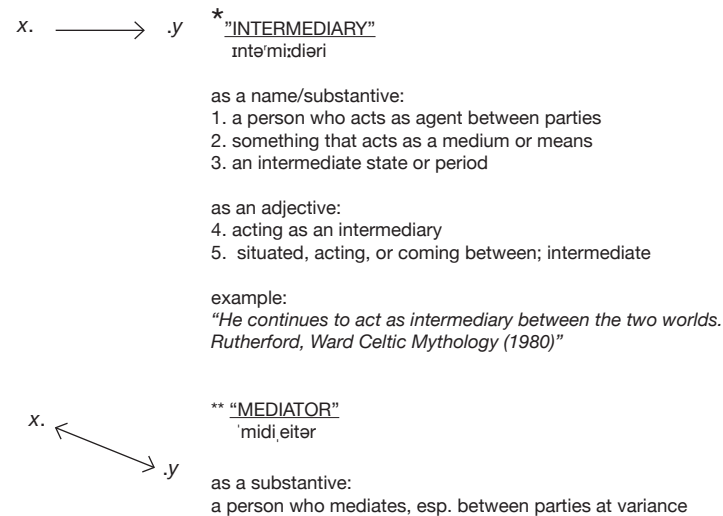 x. .y
*”INTERMEDIARY”
ɪntəˈmiːdiəri
as a name/substantive:
1. a person who acts as agent between parties
2. something that acts as a medium or means
3. an intermediate state or period
as an adjective:
4. acting as an intermediary
5. situated, acting, or coming between; intermediate
example:
“He continues to act as intermediary between the two worlds.
Rutherford, Ward Celtic Mythology (1980)”
x. .y
** “MEDIATOR”
ˈmidiˌeitər
as a substantive:
a person who mediates, esp. between parties at variance